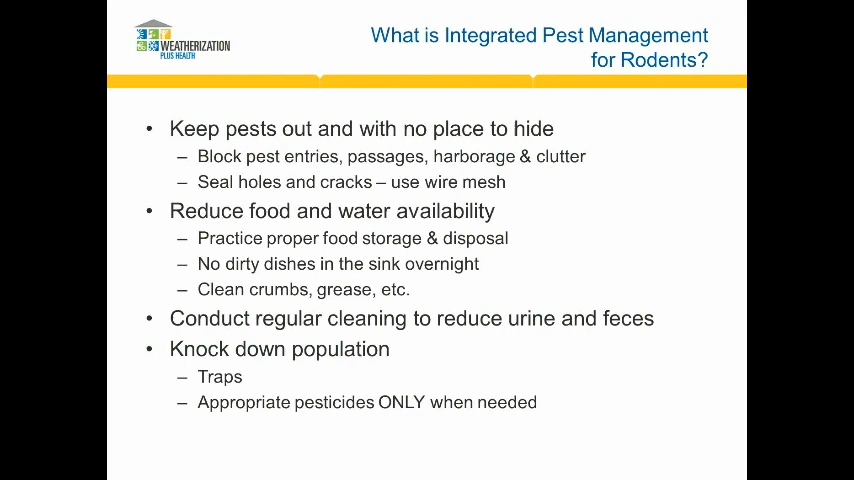 WEATHERIZATION
PLUS HEALTH
What is Integrated Pest Management
for Rodents?
• Keep pests out and with no place to hide
– Block pest entries, passages, harborage & clutter
– Seal holes and cracks – use wire mesh
• Reduce food and water availability
– Practice proper food storage & disposal
– No dirty dishes in the sink overnight
– Clean crumbs, grease, etc.
• Conduct regular cleaning to reduce urine and feces
• Knock down population
– Traps
– Appropriate pesticides ONLY when needed